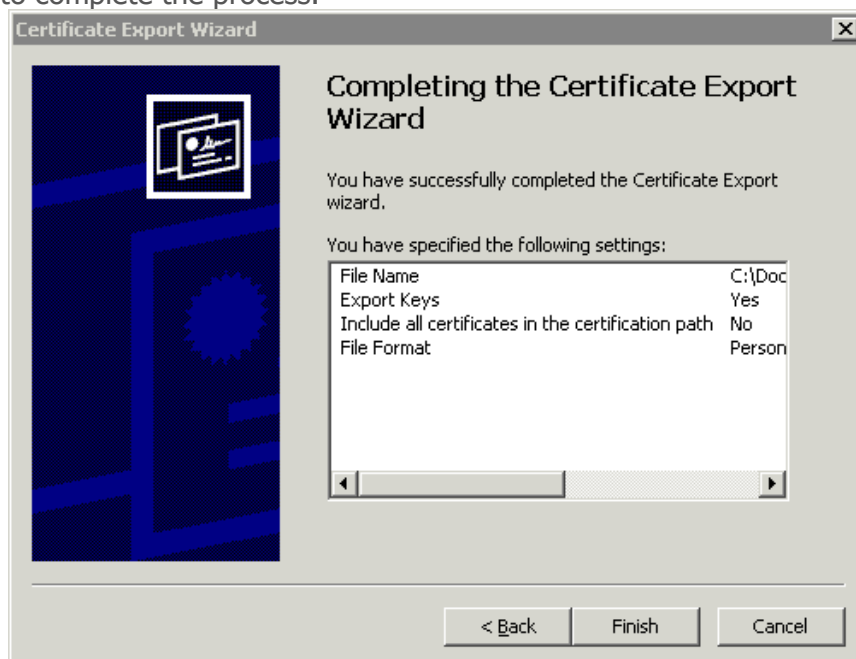 to complete the process.
Certificate Export Wizard
Completing the Certificate Export
Wizard
You have successfully completed the Certificate Export
wizard.
You have specified the following settings:
File Name C:\Doc
Export Keys Yes
Include all certificates in the certification path No
File Format Person
< Back Finish Cancel